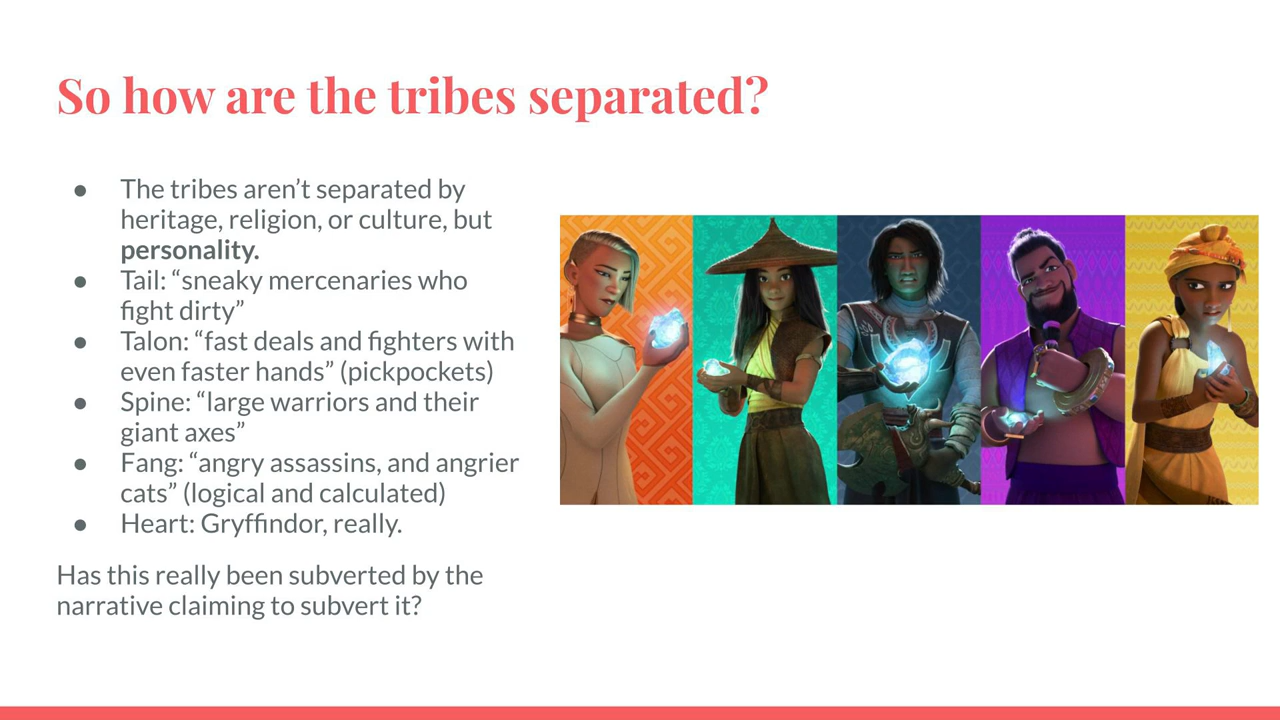 So how are the tribes separated?
● The tribes aren’t separated by
heritage, religion, or culture, but
personality.
● Tail: “sneaky mercenaries who
fight dirty”
● Talon: “fast deals and fighters with
even faster hands” (pickpockets)
● Spine: “large warriors and their
giant axes”
● Fang: “angry assassins, and angrier
cats” (logical and calculated)
● Heart: Gryffindor, really.
Has this really been subverted by the
narrative claiming to subvert it?